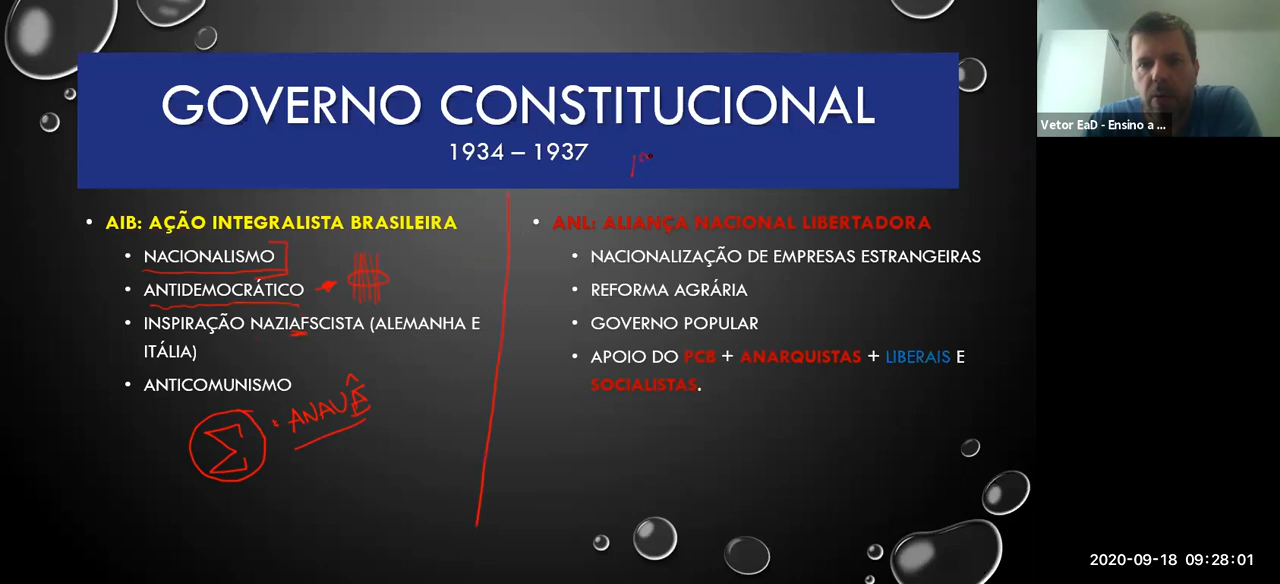 GOVERNO CONSTITUCIONAL
1934 – 1937
• AIB: AÇÃO INTEGRALISTA BRASILEIRA
• NACIONALISMO
• ANTIDEMOCRÁTICO
• INSPIRAÇÃO NAZIAFSCISTA (ALEMANHA E
ITÁLIA)
• ANTICOMUNISMO
Σ : ANAUÊ
• ANL: ALIANÇA NACIONAL LIBERTADORA
• NACIONALIZAÇÃO DE EMPRESAS ESTRANGEIRAS
• REFORMA AGRÁRIA
• GOVERNO POPULAR
• APOIO DO PCB + ANARQUISTAS + LIBERAIS E
SOCIALISTAS.
Vetor EaD - Ensino a ...
2020-09-18 09:28:01